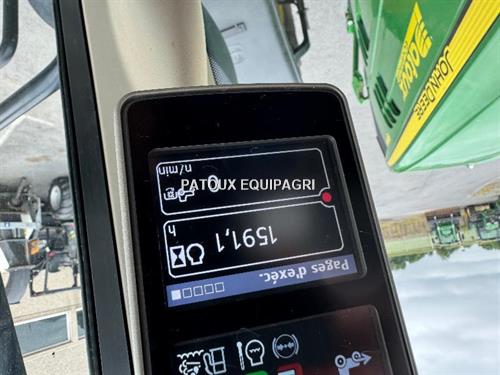 Pages d'exéc.
1591,1
h
0
n/min
PATOUX EQUIPAGRI
JOHN DEERE